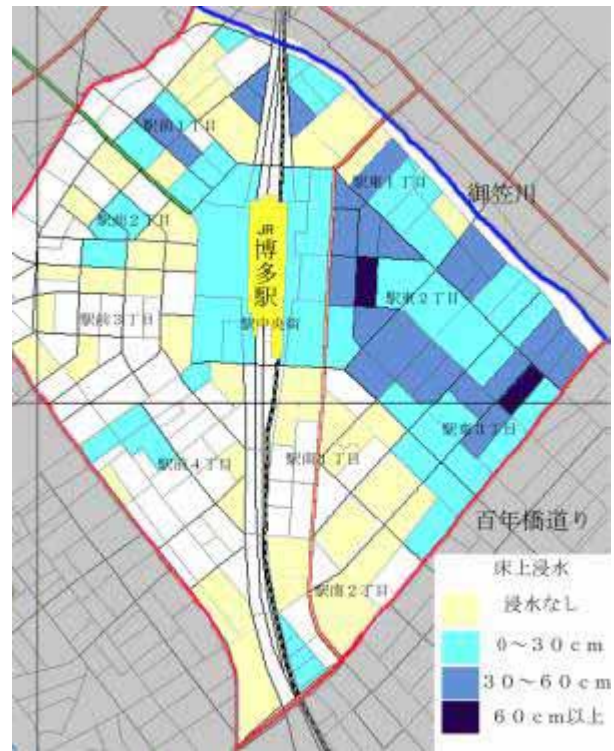 駅前1丁目
駅東1丁目
御笠川
駅前2丁目
JR博多駅
駅東2丁目
駅前3丁目
駅中央街
駅東3丁目
駅前4丁目
駅南1丁目
百年橋道り
駅南2丁目
床上浸水
浸水なし
0～30cm
30～60cm
60cm以上